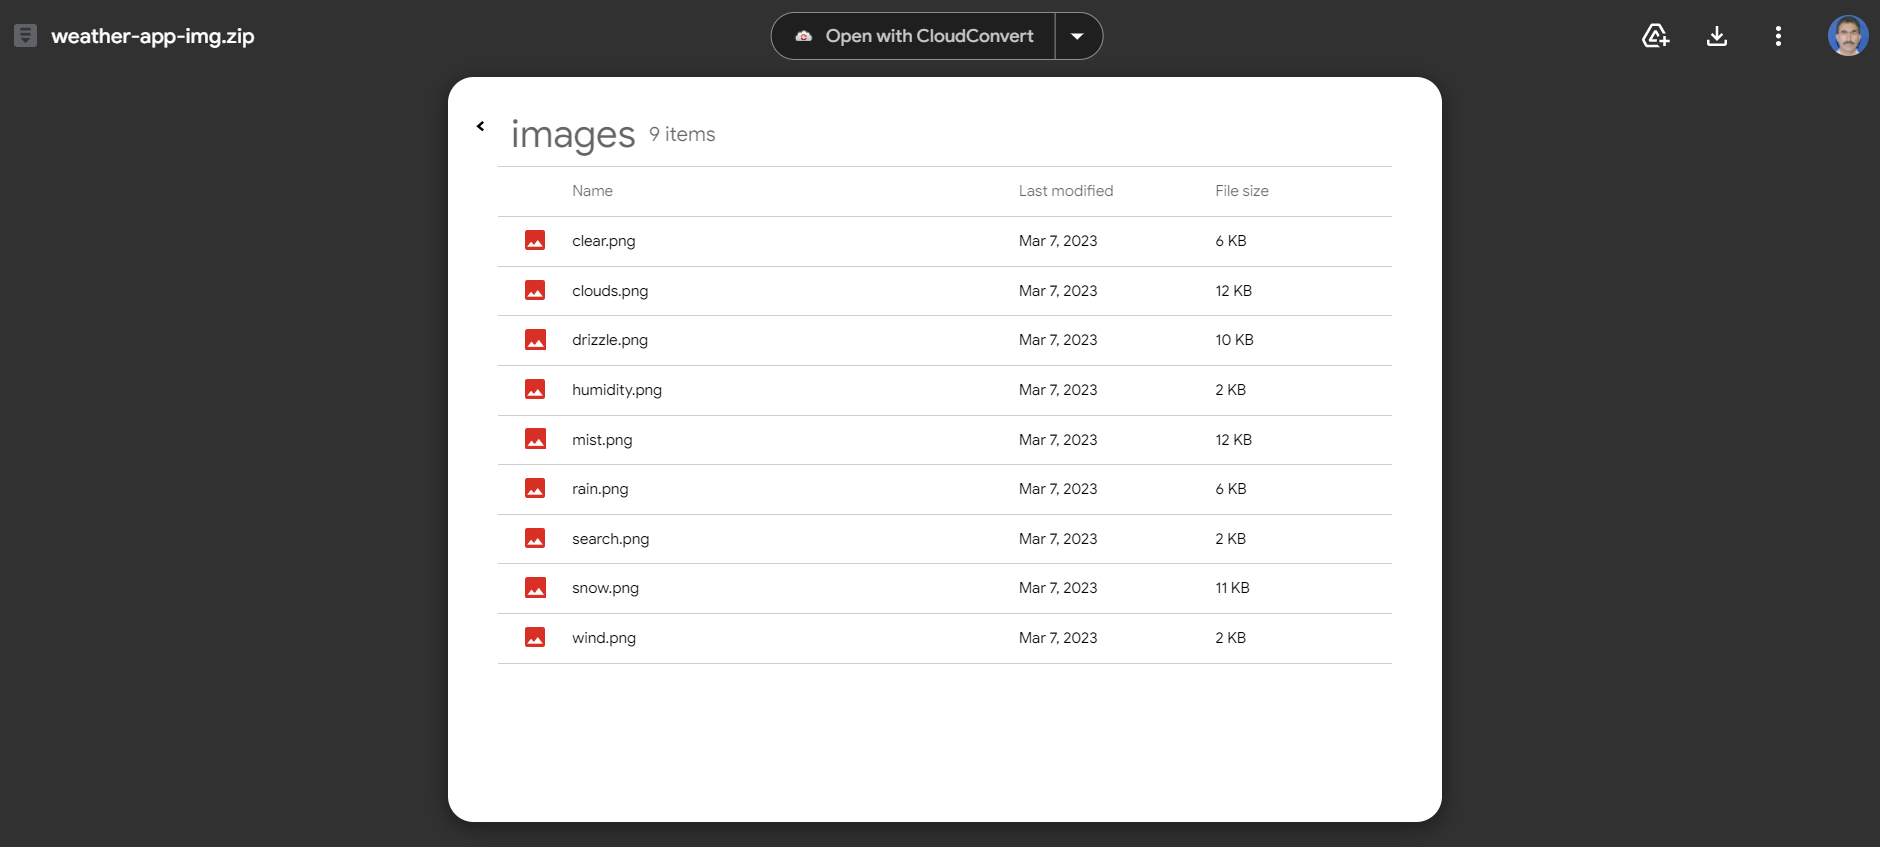 weather-app-img.zip
Open with CloudConvert
images 9 items
Name Last modified File size
clear.png Mar 7, 2023 6 KB
clouds.png Mar 7, 2023 12 KB
drizzle.png Mar 7, 2023 10 KB
humidity.png Mar 7, 2023 2 KB
mist.png Mar 7, 2023 12 KB
rain.png Mar 7, 2023 6 KB
search.png Mar 7, 2023 2 KB
snow.png Mar 7, 2023 11 KB
wind.png Mar 7, 2023 2 KB